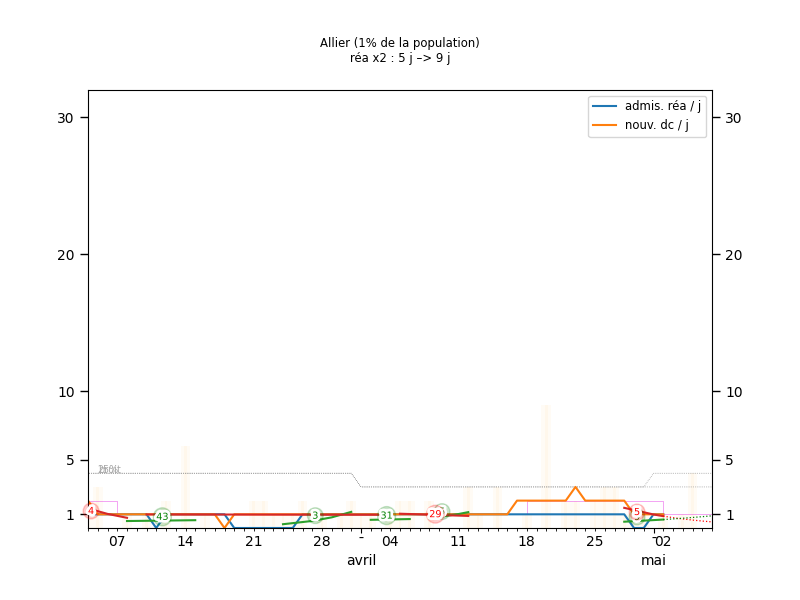 Allier (1% de la population)
réa x2 : 5 j –> 9 j
admis. réa / j
nouv. dc / j
30 30
20 20
10 10
5 5
1 1
4 43 3 31 29 5
07 14 21 28 - 04 11 18 25 02
avril mai